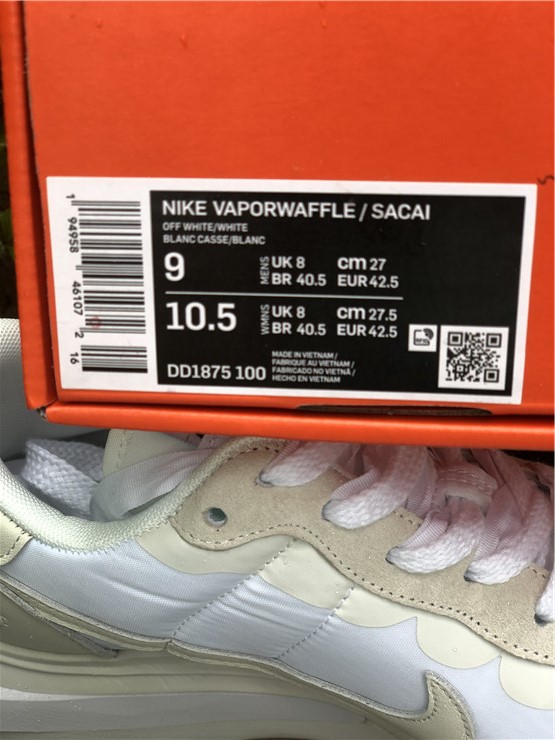 NIKE VAPORWAFFLE / SACAI
OFF WHITE/WHITE
BLANC CASSE/BLANC
9 MENS UK 8 cm 27
BR 40.5 EUR 42.5
10.5 WMNS UK 8 cm 27.5
BR 40.5 EUR 42.5
DD1875 100
MADE IN VIETNAM /
FABRIQUE AU VIETNAM /
FABRICADO NO VIETNÃ /
HECHO EN VIETNAM
1 94958 46107 2 16